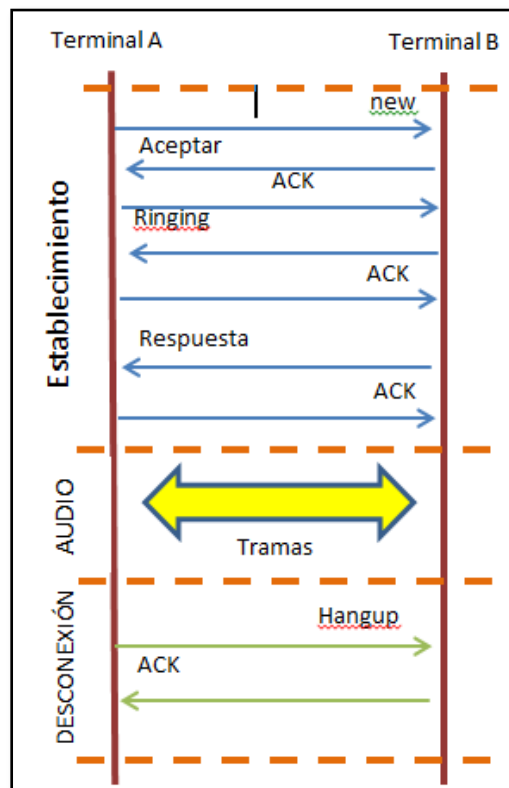 Terminal A
Terminal B
Establecimiento
new
Aceptar
ACK
Ringing
ACK
Respuesta
ACK
AUDIO
Tramas
DESCONEXIÓN
Hangup
ACK